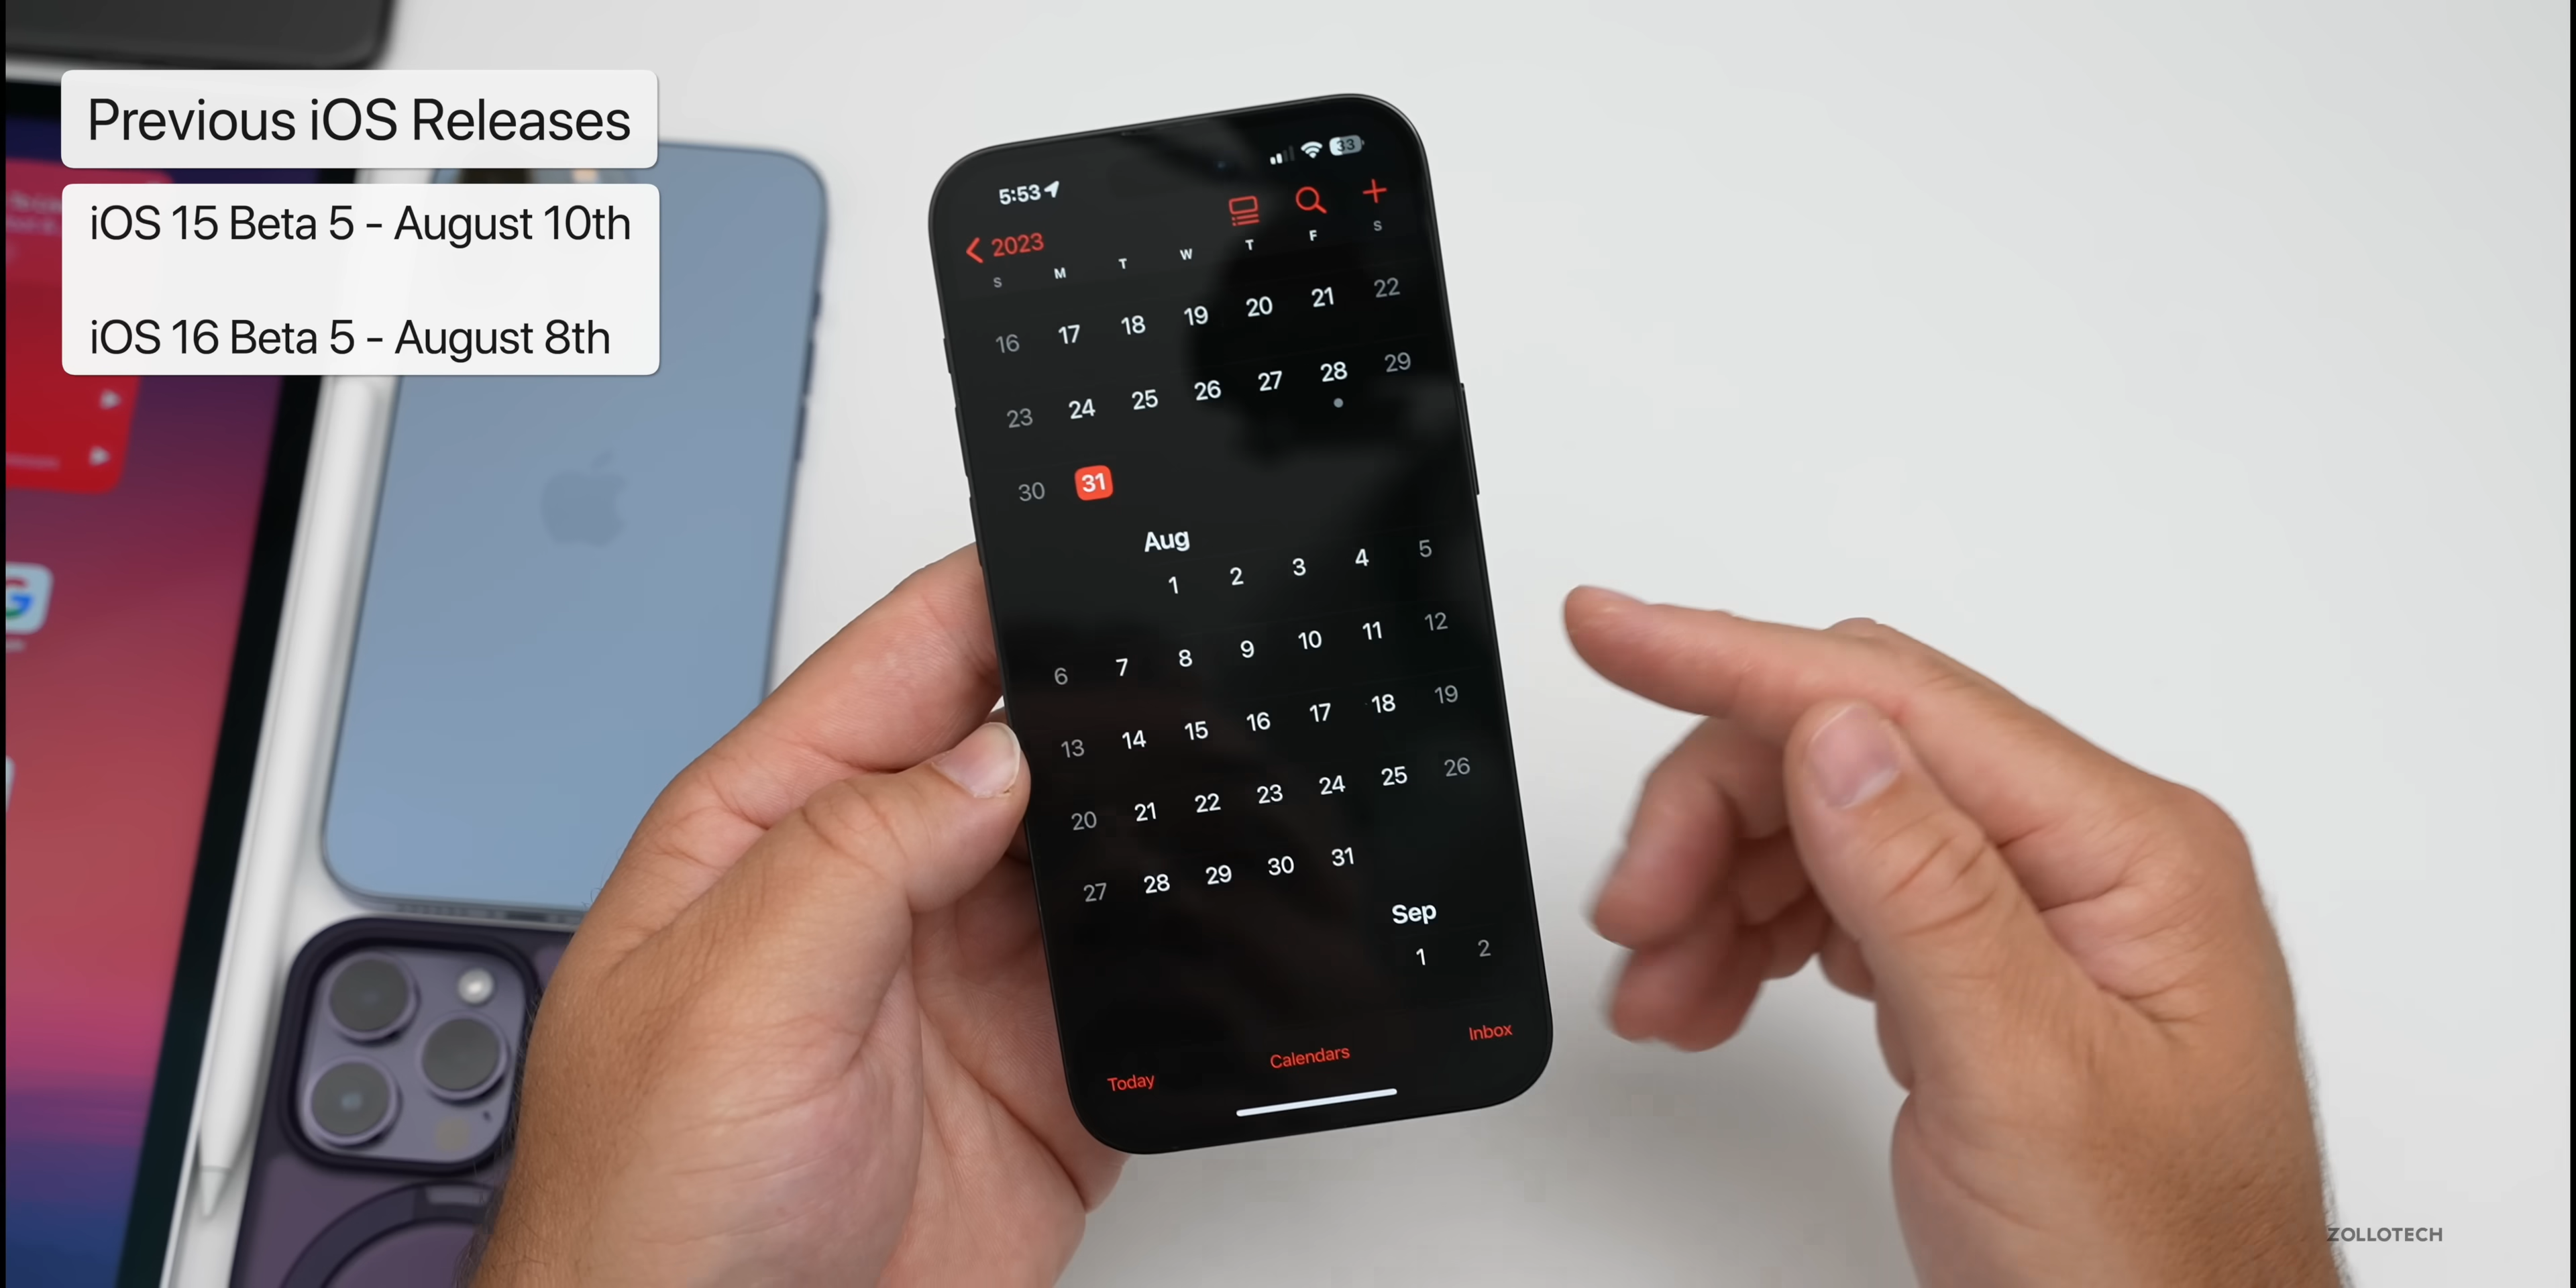 Previous iOS Releases
iOS 15 Beta 5 - August 10th
iOS 16 Beta 5 - August 8th
5:53
33
2023
S M T W T F S
16 17 18 19 20 21 22
23 24 25 26 27 28 29
30 31
Aug
1 2 3 4 5
6 7 8 9 10 11 12
13 14 15 16 17 18 19
20 21 22 23 24 25 26
27 28 29 30 31
Sep
1 2
Today Calendars Inbox
ZOLLOTECH